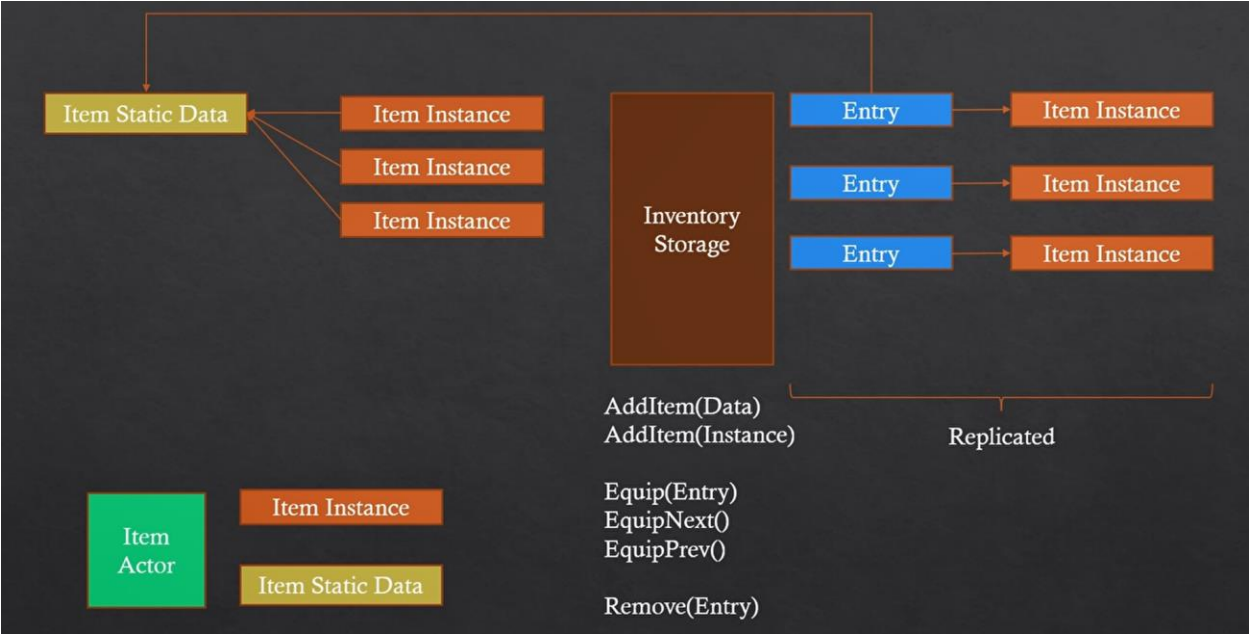 Item Static Data
Item Instance
Item Instance
Item Instance
Inventory
Storage
Entry
Item Instance
Entry
Item Instance
Entry
Item Instance
AddItem(Data)
AddItem(Instance)
Replicated
Equip(Entry)
EquipNext()
EquipPrev()
Remove(Entry)
Item
Actor
Item Instance
Item Static Data